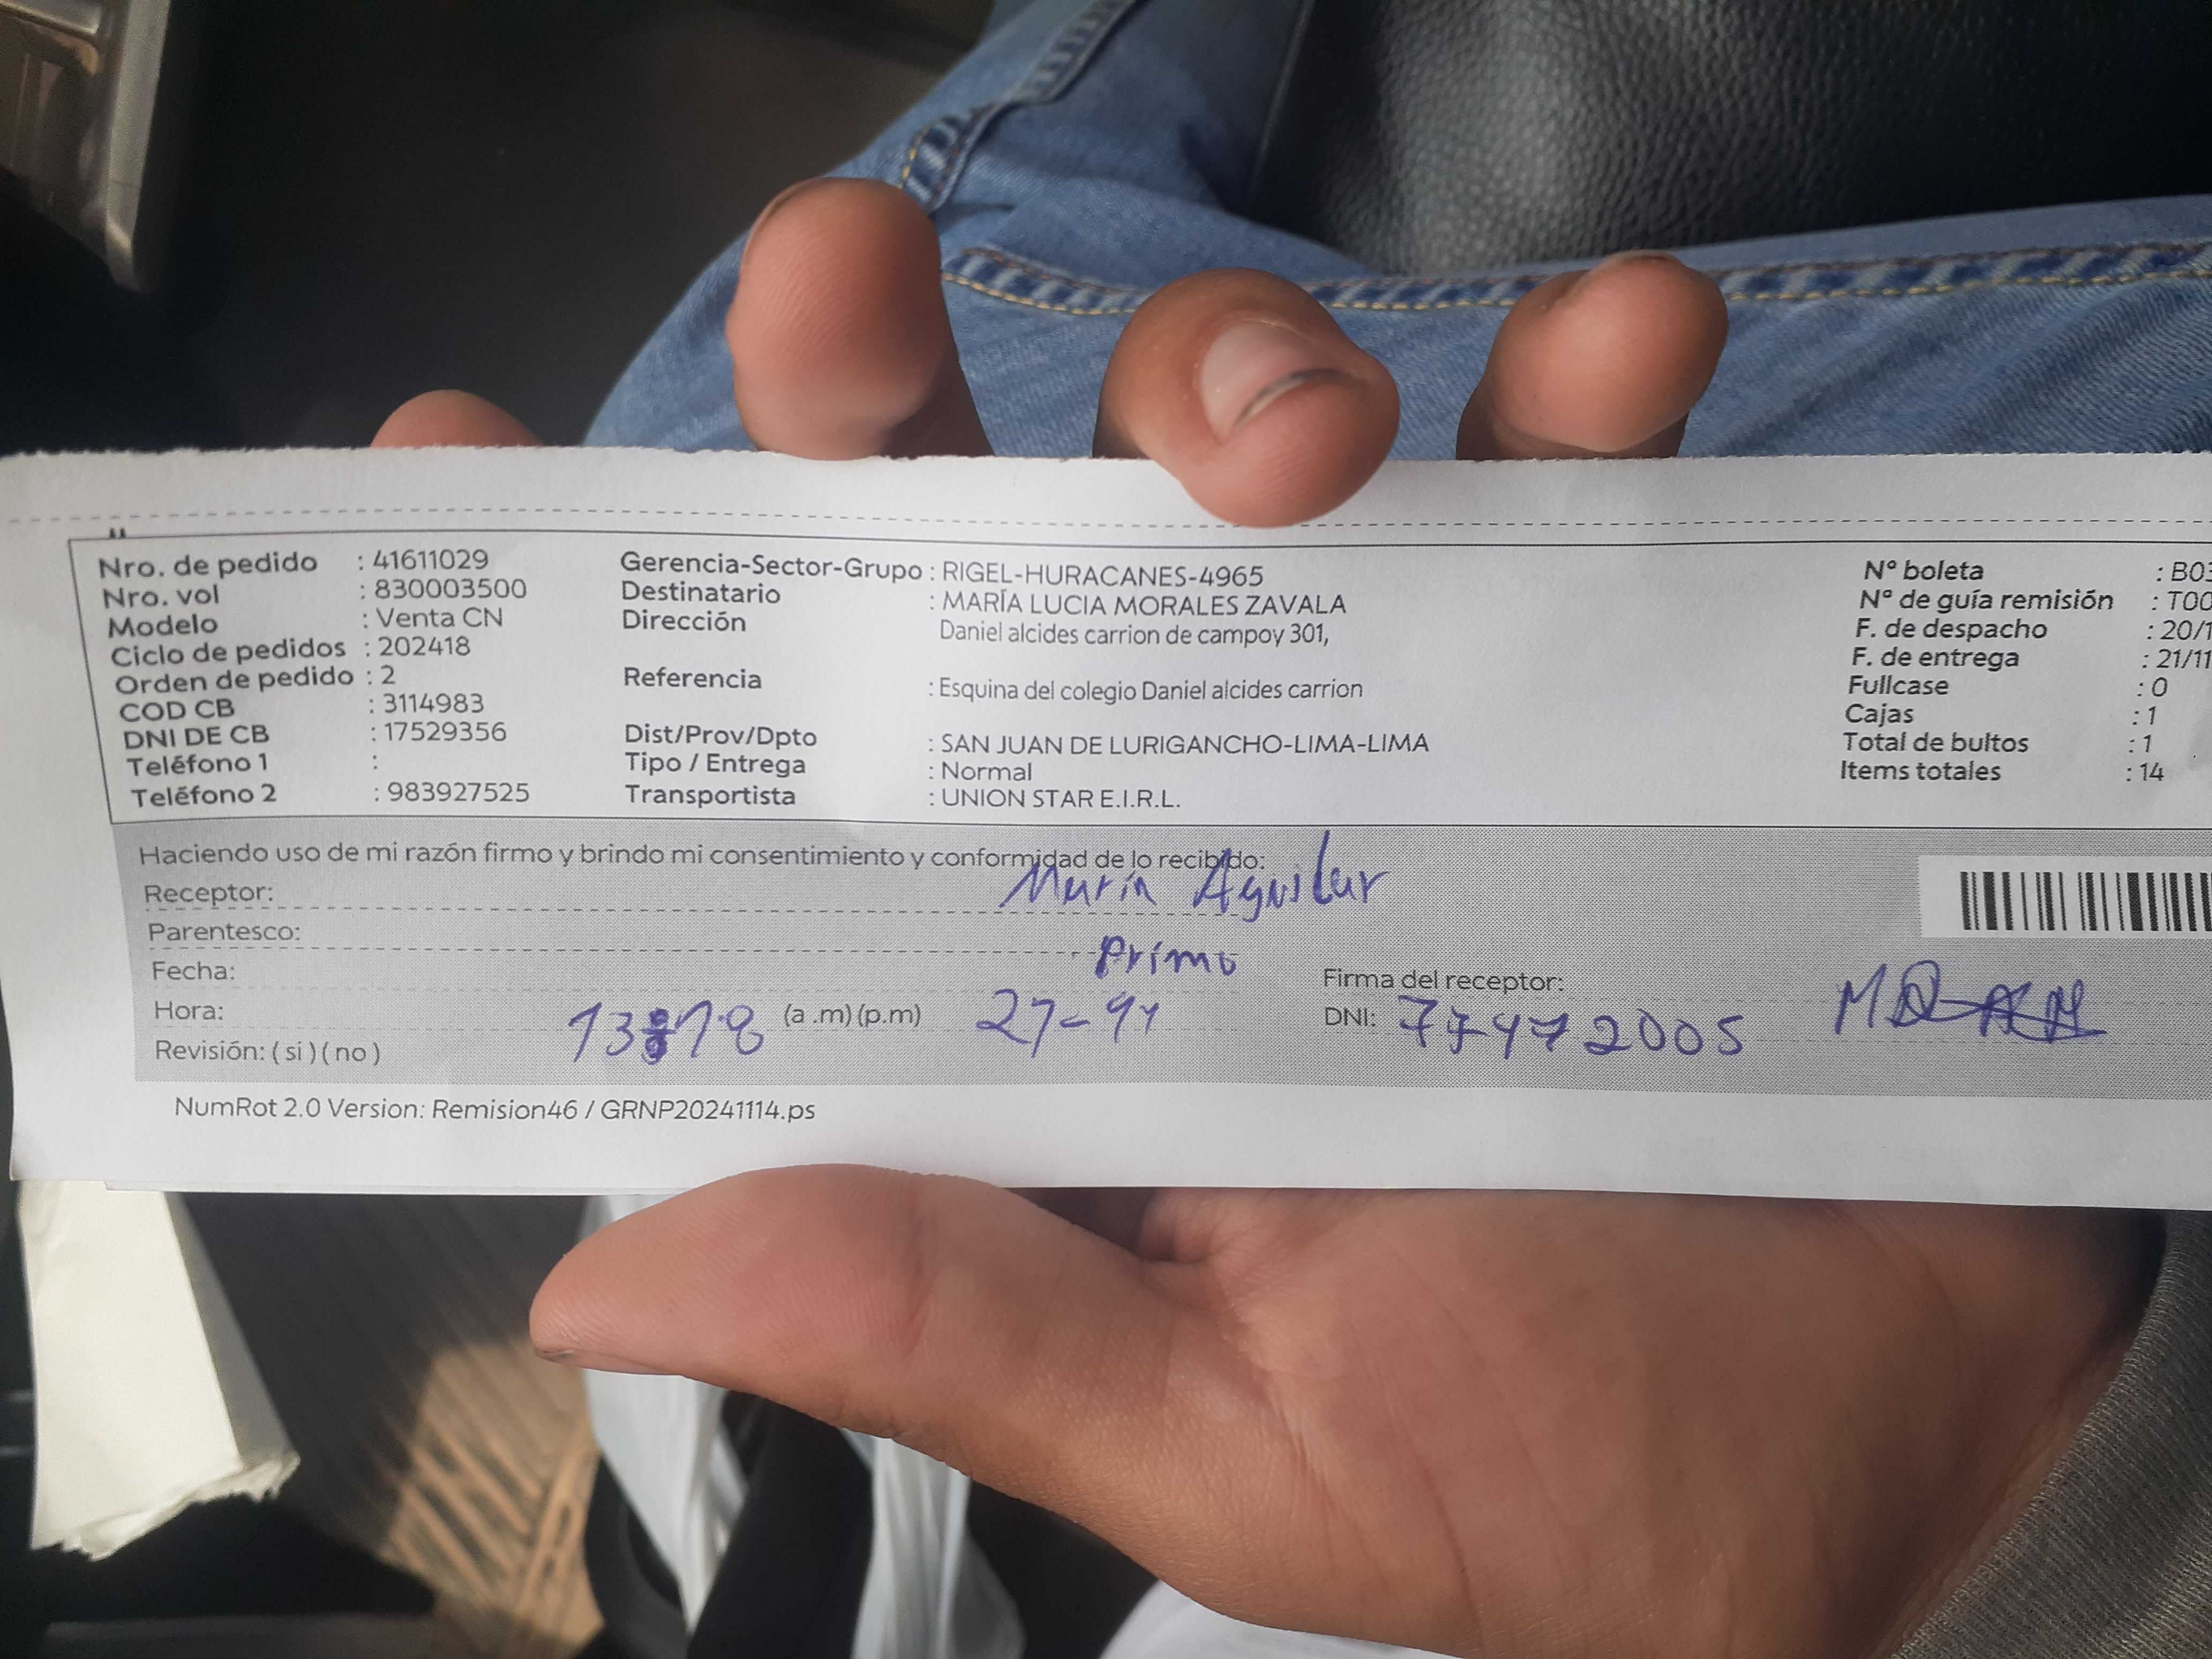 Nro. de pedido : 41611029
Nro. vol : 830003500
Modelo : Venta CN
Ciclo de pedidos : 202418
Orden de pedido : 2
COD CB : 3114983
DNI DE CB : 17529356
Teléfono 1 :
Teléfono 2 : 983927525
Gerencia-Sector-Grupo : RIGEL-HURACANES-4965
Destinatario : MARÍA LUCIA MORALES ZAVALA
Dirección Daniel alcides carrion de campoy 301,
Referencia : Esquina del colegio Daniel alcides carrion
Dist/Prov/Dpto : SAN JUAN DE LURIGANCHO-LIMA-LIMA
Tipo / Entrega : Normal
Transportista : UNION STAR E.I.R.L.
N° boleta : B03
N° de guía remisión : T00
F. de despacho : 20/1
F. de entrega : 21/11
Fullcase : 0
Cajas : 1
Total de bultos : 1
Items totales : 14
Haciendo uso de mi razón firmo y brindo mi consentimiento y conformidad de lo recibido:
Receptor: Aguilar
Parentesco: Primo
Fecha:
Hora: (a .m) (p.m)
Revisión: ( si ) ( no )
Firma del receptor:
DNI:
NumRot 2.0 Version: Remision46 / GRNP20241114.ps